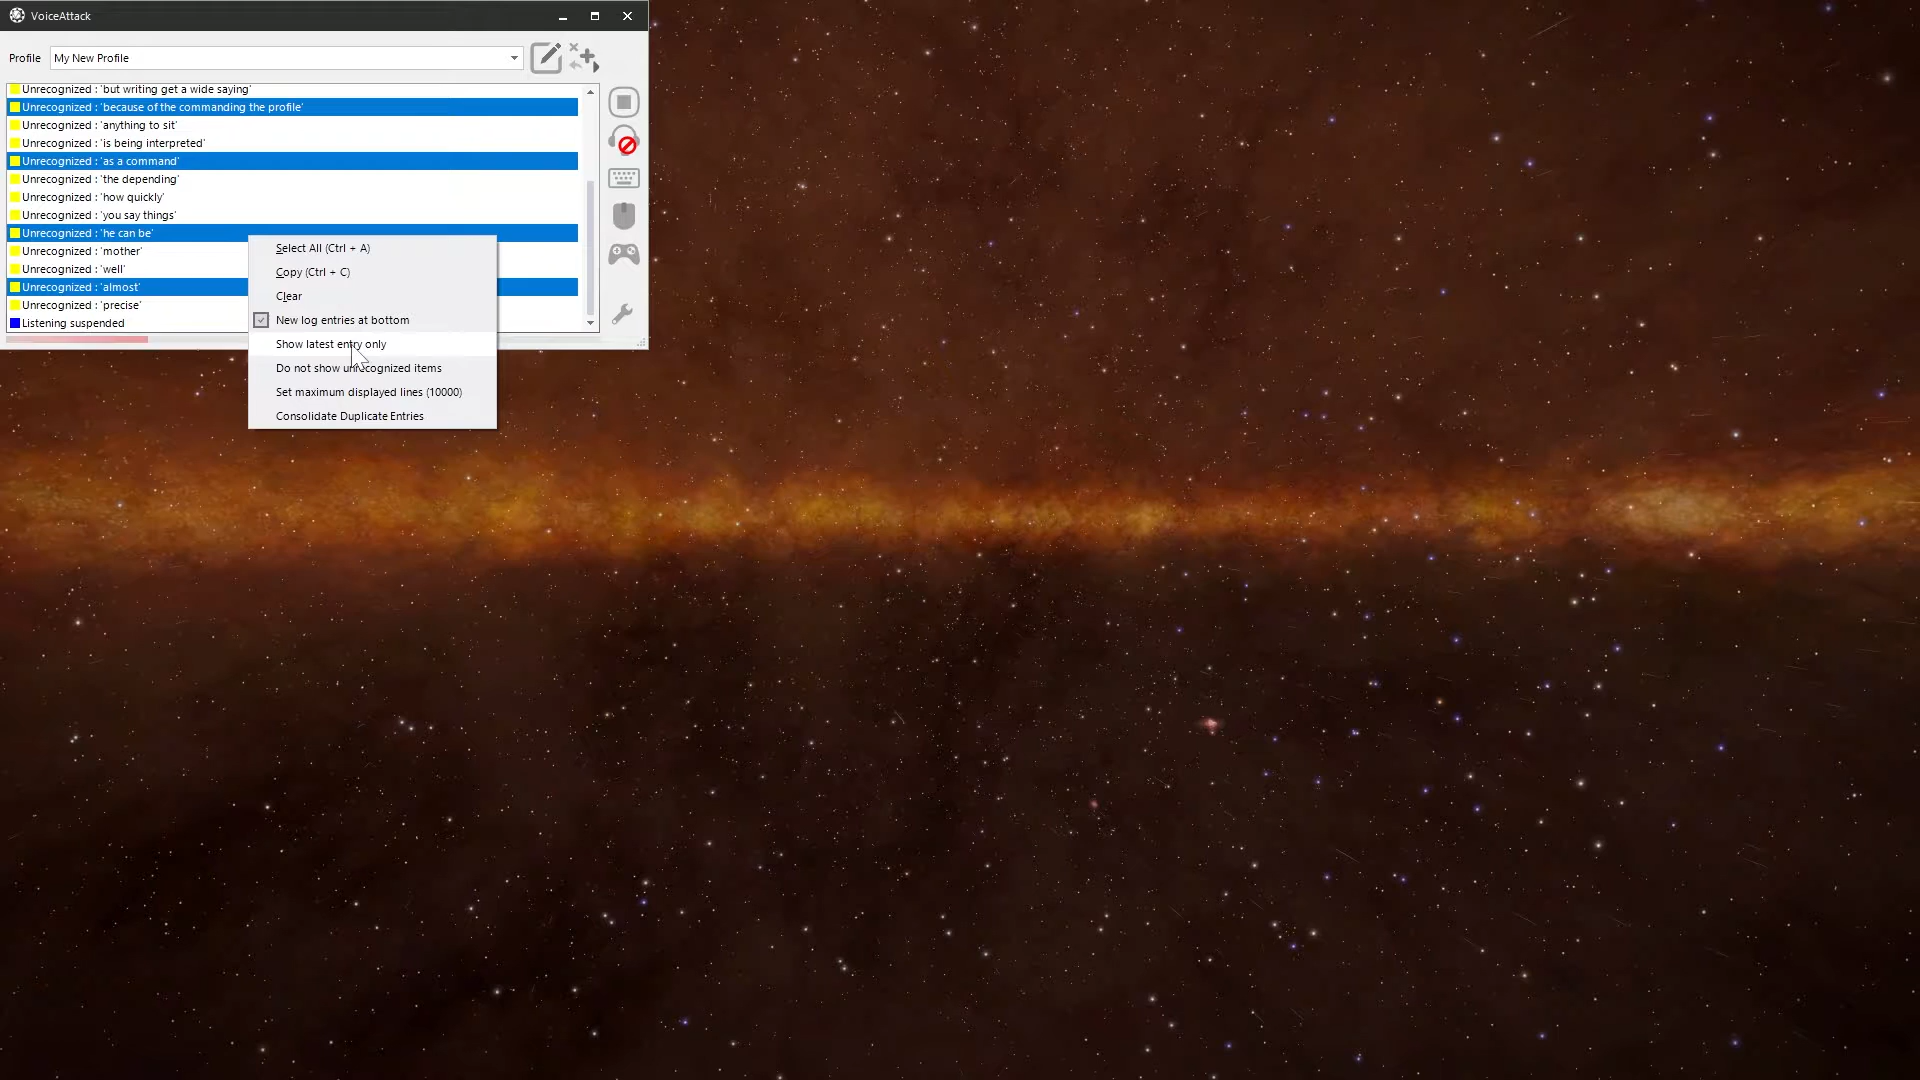 VoiceAttack
Profile My New Profile
Unrecognized : 'but writing get a wide saying'
Unrecognized : 'because of the commanding the profile'
Unrecognized : 'anything to sit'
Unrecognized : 'is being interpreted'
Unrecognized : 'as a command'
Unrecognized : 'the depending'
Unrecognized : 'how quickly'
Unrecognized : 'you say things'
Unrecognized : 'he can be'
Unrecognized : 'mother'
Unrecognized : 'well'
Unrecognized : 'almost'
Unrecognized : 'precise'
Listening suspended
Select All (Ctrl + A)
Copy (Ctrl + C)
Clear
New log entries at bottom
Show latest entry only
Do not show unrecognized items
Set maximum displayed lines (10000)
Consolidate Duplicate Entries